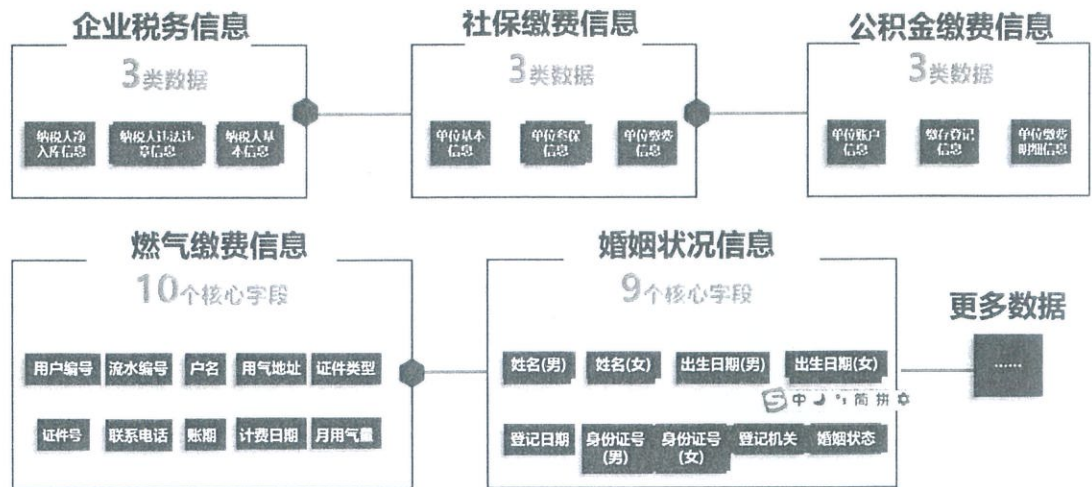 企业税务信息
3类数据
纳税人净
入库信息
纳税人违法违
章信息
纳税人基
本信息
社保缴费信息
3类数据
单位基本
信息
单位参保
信息
单位缴费
信息
公积金缴费信息
3类数据
单位账户
信息
缴存登记
信息
单位缴费
明细信息
燃气缴费信息
10个核心字段
用户编号
流水编号
户名
用气地址
证件类型
证件号
联系电话
账期
计费日期
月用气量
婚姻状况信息
9个核心字段
姓名(男)
姓名(女)
出生日期(男)
出生日期(女)
中 简 拼
登记日期
身份证号
(男)
身份证号
(女)
登记机关
婚姻状态
更多数据
......